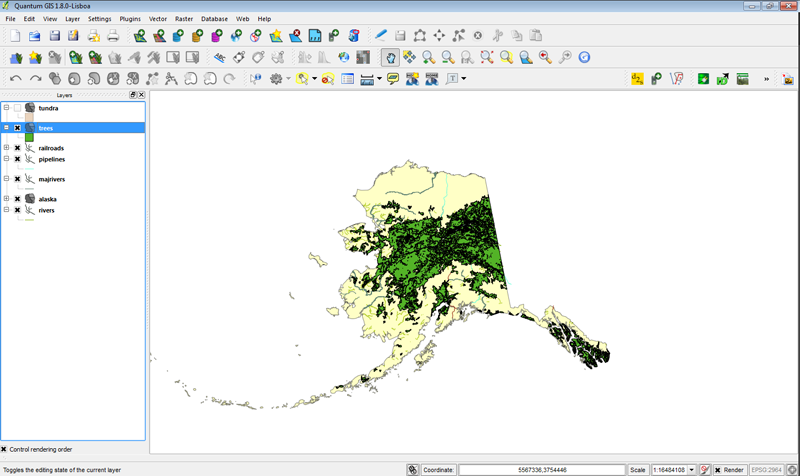 Quantum GIS 1.8.0-Lisboa
File Edit View Layer Settings Plugins Vector Raster Database Web Help
Layers
tundra
trees
railroads
pipelines
majrivers
alaska
rivers
Control rendering order
Toggles the editing state of the current layer
Coordinate: 5567336,3754446 Scale 1:16484108 Render EPSG:2964